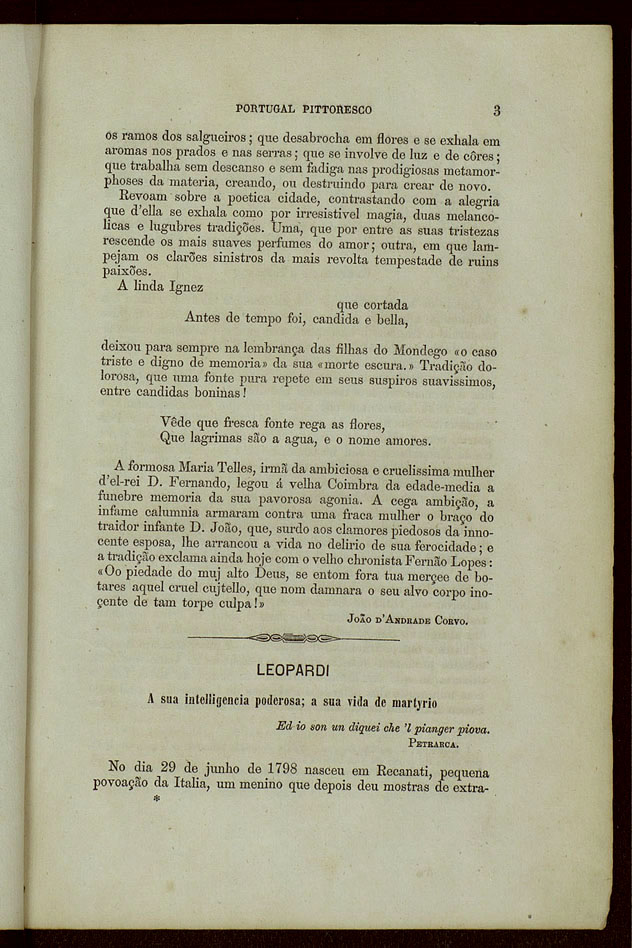 PORTUGAL PITTORESCO 3
os ramos dos salgueiros; que desabrocha em flores e se exhala em
aromas nos prados e nas serras; que se involve de luz e de côres;
que trabalha sem descanso e sem fadiga nas prodigiosas metamor-
phoses da materia, creando, ou destruindo para crear de novo.
Revoam sobre a poetica cidade, contrastando com a alegria
que d'ella se exhala como por irresistivel magia, duas melanco-
licas e lugubres tradições. Uma, que por entre as suas tristezas
rescende os mais suaves perfumes do amor; outra, em que lam-
pejam os clarões sinistros da mais revolta tempestade de ruins
paixões.
A linda Ignez
que cortada
Antes de tempo foi, candida e bella,
deixou para sempre na lembrança das filhas do Mondego «o caso
triste e digno de memoria» da sua «morte escura.» Tradição do-
lorosa, que uma fonte pura repete em seus suspiros suavissimos,
entre candidas boninas!
Vêde que fresca fonte rega as flores,
Que lagrimas são a agua, e o nome amores.
A formosa Maria Telles, irmã da ambiciosa e cruelissima mulher
d'el-rei D. Fernando, legou á velha Coimbra da edade-media a
funebre memoria da sua pavorosa agonia. A cega ambição, a
infame calumnia armaram contra uma fraca mulher o braço do
traidor infante D. João, que, surdo aos clamores piedosos da inno-
cente esposa, lhe arrancou a vida no delirio de sua ferocidade; e
a tradição exclama ainda hoje com o velho chronista Fernão Lopes:
«Oo piedade do muj alto Deus, se entom fora tua merçee de bo-
tares aquel cruel cujtello, que nom damnara o seu alvo corpo ino-
çente de tam torpe culpa!»
João d'Andrade Corvo.
LEOPARDI
A sua intelligencia poderosa; a sua vida de martyrio
Ed io son un diquei che 'l pianger piova.
Petrarca.
No dia 29 de junho de 1798 nasceu em Recanati, pequena
povoação da Italia, um menino que depois deu mostras de extra-
*